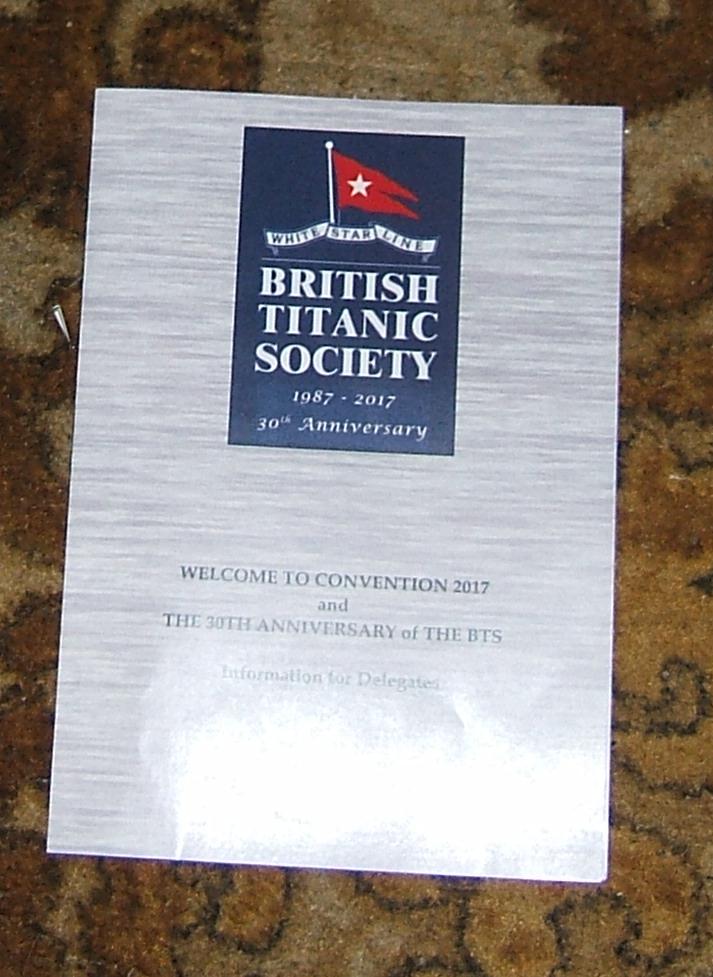 WHITE STAR LINE
BRITISH
TITANIC
SOCIETY
1987 - 2017
30th Anniversary
WELCOME TO CONVENTION 2017
and
THE 30TH ANNIVERSARY of THE BTS
Information for Delegates